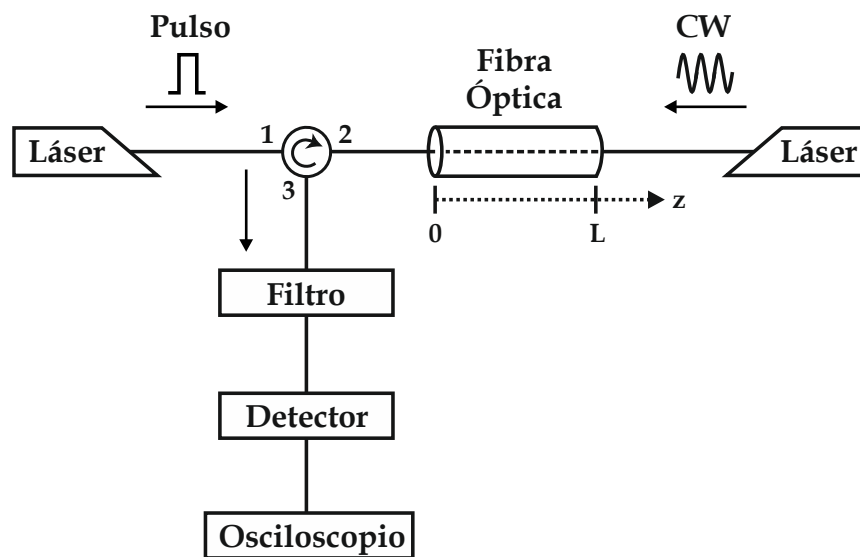 Pulso
CW
Fibra
Óptica
Láser
1
2
3
Láser
0
L
z
Filtro
Detector
Osciloscopio